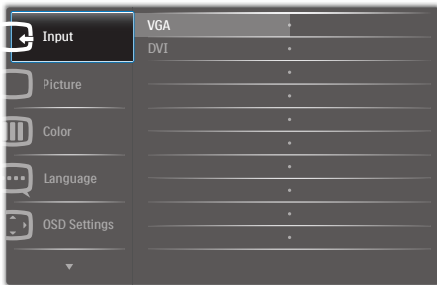 Input
VGA
DVI
Picture
Color
Language
OSD Settings